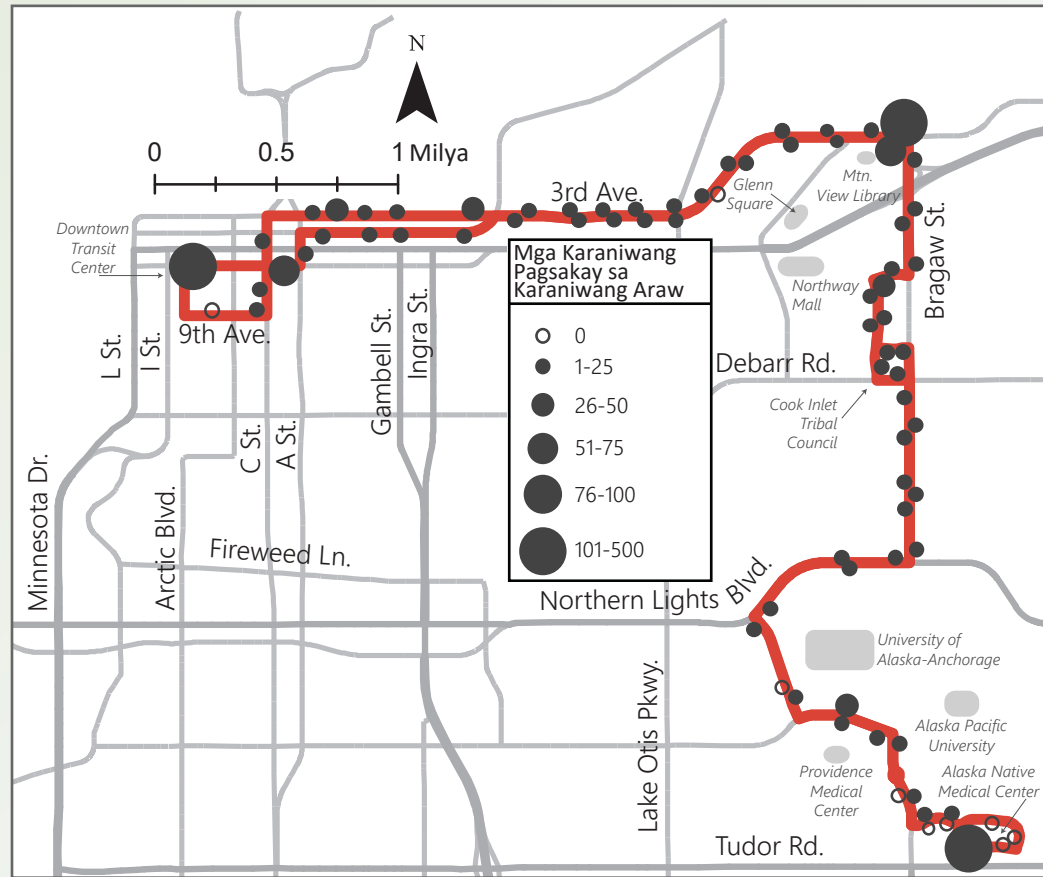 N
0 0.5 1 Milya
3rd Ave.
Glenn
Square
Mtn.
View Library
Downtown
Transit
Center
Mga Karaniwang
Pagsakay sa
Karaniwang Araw
0
1-25
26-50
51-75
76-100
101-500
Northway
Mall
Bragaw St.
9th Ave.
L St.
I St.
Gambell St.
Ingra St.
Debarr Rd.
Cook Inlet
Tribal
Council
C St.
A St.
Minnesota Dr.
Arctic Blvd.
Fireweed Ln.
Northern Lights Blvd.
University of
Alaska-Anchorage
Lake Otis Pkwy.
Alaska Pacific
University
Providence
Medical
Center
Alaska Native
Medical Center
Tudor Rd.